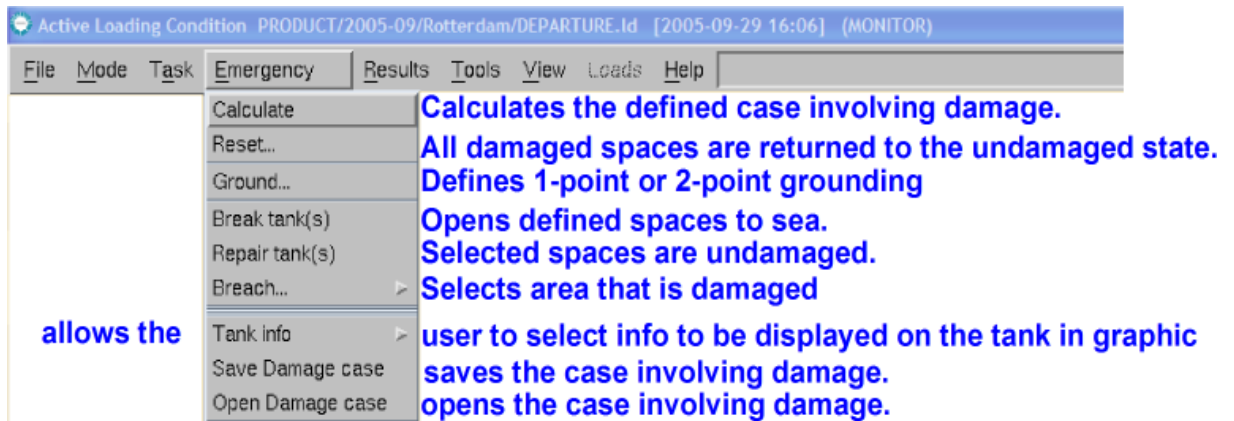 Active Loading Condition PRODUCT/2005-09/Rotterdam/DEPARTURE.ld [2005-09-29 16:06] (MONITOR)
File Mode Task Emergency Results Tools View Loads Help
Calculate Calculates the defined case involving damage.
Reset... All damaged spaces are returned to the undamaged state.
Ground... Defines 1-point or 2-point grounding
Break tank(s) Opens defined spaces to sea.
Repair tank(s) Selected spaces are undamaged.
Breach... Selects area that is damaged
allows the Tank info user to select info to be displayed on the tank in graphic
Save Damage case saves the case involving damage.
Open Damage case opens the case involving damage.